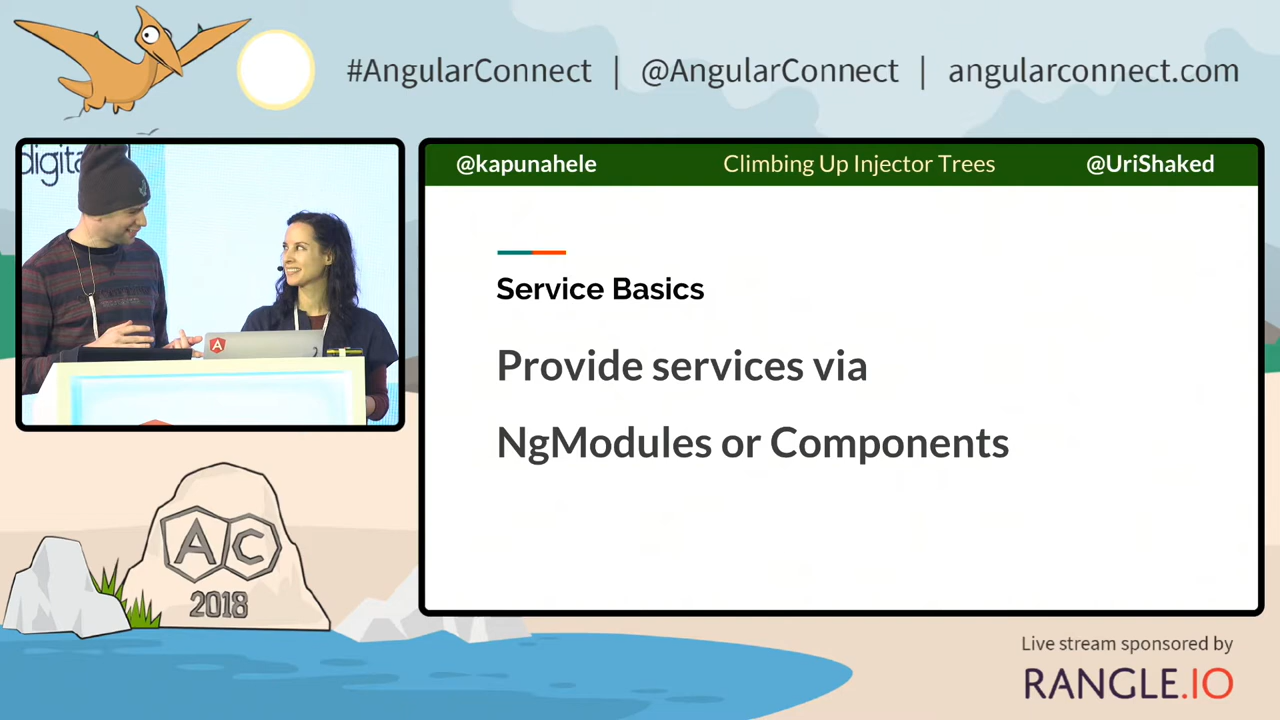 #AngularConnect | @AngularConnect | angularconnect.com
digita
@kapunahele Climbing Up Injector Trees @UriShaked
Service Basics
Provide services via
NgModules or Components
AC
2018
Live stream sponsored by
RANGLE.IO